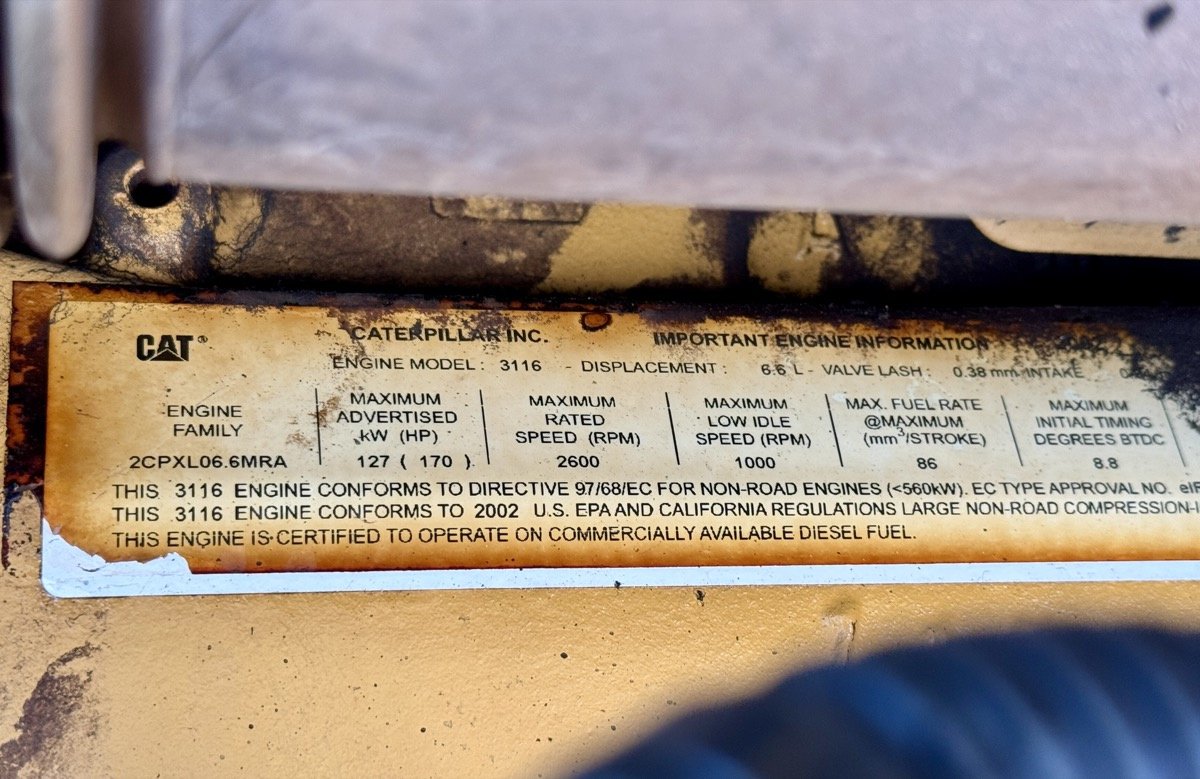 CAT®
CATERPILLAR INC. IMPORTANT ENGINE INFORMATION
ENGINE MODEL : 3116 - DISPLACEMENT : 6.6 L - VALVE LASH : 0.38 mm INTAKE
ENGINE FAMILY
2CPXL06.6MRA
MAXIMUM
ADVERTISED
kW (HP)
127 ( 170 )
MAXIMUM
RATED
SPEED (RPM)
2600
MAXIMUM
LOW IDLE
SPEED (RPM)
1000
MAX. FUEL RATE
@MAXIMUM
(mm³/STROKE)
86
MAXIMUM
INITIAL TIMING
DEGREES BTDC
8.8
THIS 3116 ENGINE CONFORMS TO DIRECTIVE 97/68/EC FOR NON-ROAD ENGINES (<560kW). EC TYPE APPROVAL NO.
THIS 3116 ENGINE CONFORMS TO 2002 U.S. EPA AND CALIFORNIA REGULATIONS LARGE NON-ROAD COMPRESSION-
THIS ENGINE IS CERTIFIED TO OPERATE ON COMMERCIALLY AVAILABLE DIESEL FUEL.